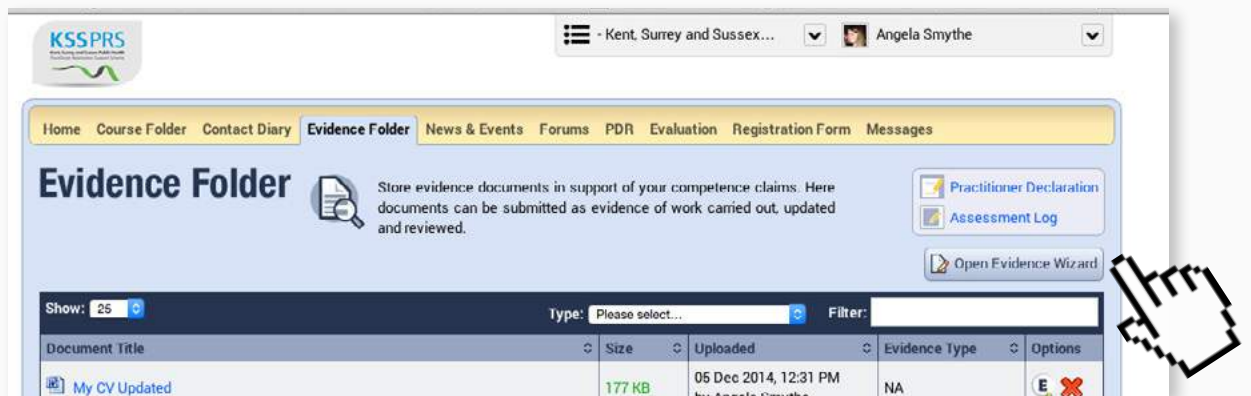 KSSPRS
- Kent, Surrey and Sussex...
Angela Smythe
Home Course Folder Contact Diary Evidence Folder News & Events Forums PDR Evaluation Registration Form Messages
Evidence Folder
Store evidence documents in support of your competence claims. Here
documents can be submitted as evidence of work carried out, updated
and reviewed.
Practitioner Declaration
Assessment Log
Open Evidence Wizard
Show: 25 Type: Please select... Filter:
Document Title Size Uploaded Evidence Type Options
My CV Updated 177 KB 05 Dec 2014, 12:31 PM NA E
by Angela Smythe